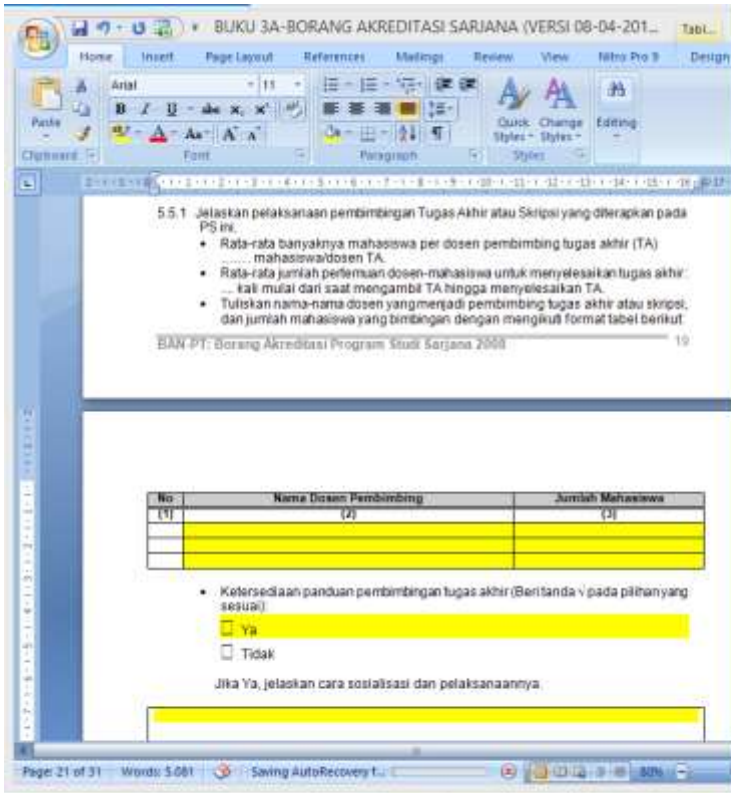 BUKU 3A-BORANG AKREDITASI SARJANA (VERSI 08-04-201... Tabl...
Home Insert Page Layout References Mailings Review View Nitro Pro 9 Design
Arial 11
Paste Quick Styles Change Styles Editing
Clipboard Font Paragraph Styles
5.5.1 Jelaskan pelaksanaan pembimbingan Tugas Akhir atau Skripsi yang diterapkan pada
PS ini.
• Rata-rata banyaknya mahasiswa per dosen pembimbing tugas akhir (TA)
....... mahasiswa/dosen TA.
• Rata-rata jumlah pertemuan dosen-mahasiswa untuk menyelesaikan tugas akhir :
... kali mulai dari saat mengambil TA hingga menyelesaikan TA.
• Tuliskan nama-nama dosen yang menjadi pembimbing tugas akhir atau skripsi,
dan jumlah mahasiswa yang bimbingan dengan mengikuti format tabel berikut:
BAN-PT: Borang Akreditasi Program Studi Sarjana 2008 19
No Nama Dosen Pembimbing Jumlah Mahasiswa
(1) (2) (3)
• Ketersediaan panduan pembimbingan tugas akhir (Beri tanda √ pada pilihan yang
sesuai):
Ya
Tidak
Jika Ya, jelaskan cara sosialisasi dan pelaksanaannya.
Page: 21 of 31 Words: 5.081 Saving AutoRecovery f... 80%